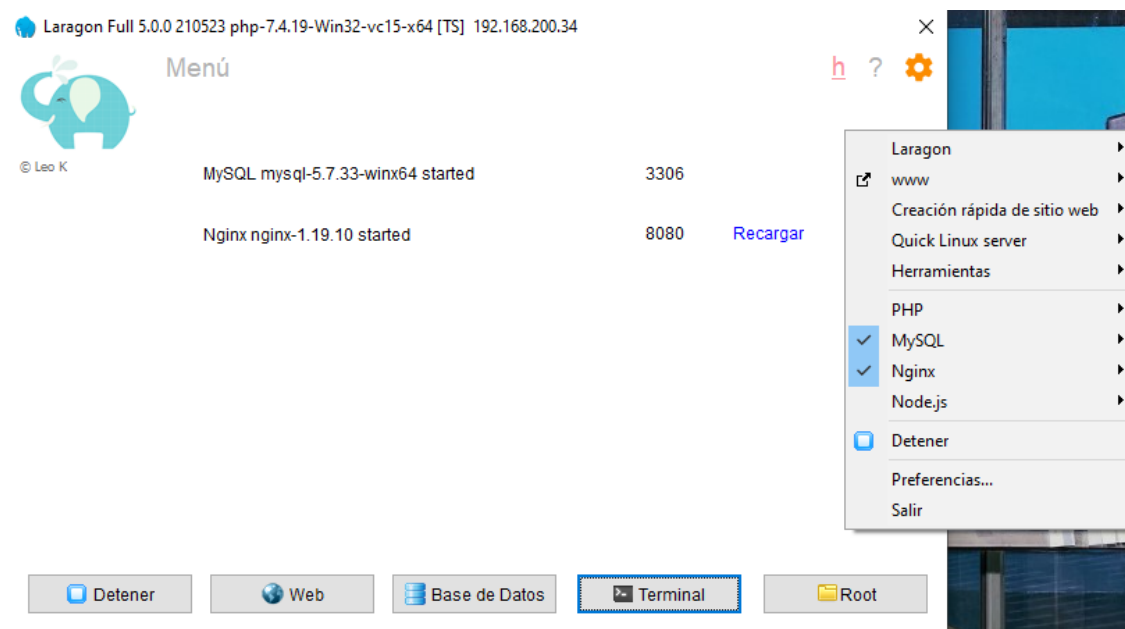 Laragon Full 5.0.0 210523 php-7.4.19-Win32-vc15-x64 [TS] 192.168.200.34
Menú
h ?
© Leo K
MySQL mysql-5.7.33-winx64 started 3306
Nginx nginx-1.19.10 started 8080 Recargar
Laragon
www
Creación rápida de sitio web
Quick Linux server
Herramientas
PHP
MySQL
Nginx
Node.js
Detener
Preferencias...
Salir
Detener Web Base de Datos Terminal Root